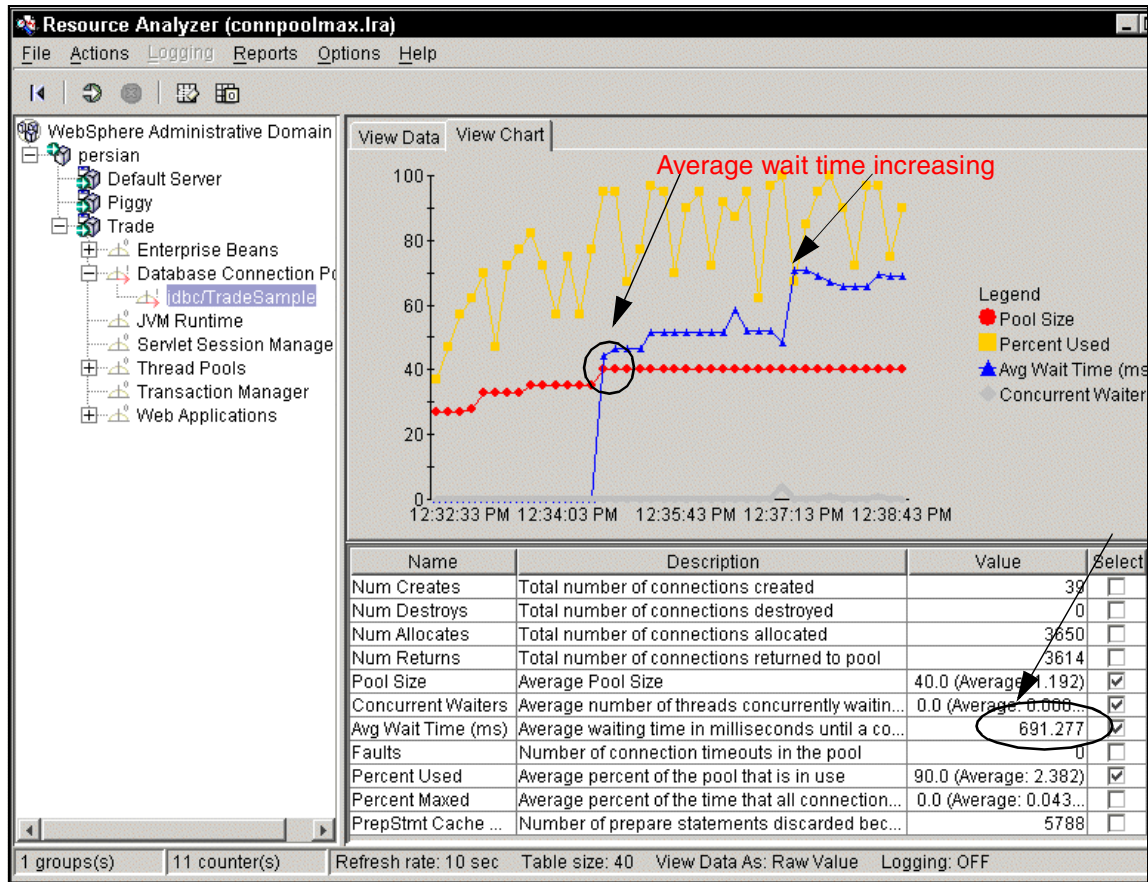 Resource Analyzer (connpoolmax.lra)
File Actions Logging Reports Options Help
WebSphere Administrative Domain
persian
Default Server
Piggy
Trade
Enterprise Beans
Database Connection Po
jdbc/TradeSample
JVM Runtime
Servlet Session Manage
Thread Pools
Transaction Manager
Web Applications
View Data View Chart
Average wait time increasing
100
80
60
40
20
0
12:32:33 PM 12:34:03 PM 12:35:43 PM 12:37:13 PM 12:38:43 PM
Legend
Pool Size
Percent Used
Avg Wait Time (ms
Concurrent Waiter
Name Description Value Select
Num Creates Total number of connections created 39
Num Destroys Total number of connections destroyed 0
Num Allocates Total number of connections allocated 3650
Num Returns Total number of connections returned to pool 3614
Pool Size Average Pool Size 40.0 (Average: 1.192)
Concurrent Waiters Average number of threads concurrently waitin... 0.0 (Average: 0.000...
Avg Wait Time (ms) Average waiting time in milliseconds until a co... 691.277
Faults Number of connection timeouts in the pool 0
Percent Used Average percent of the pool that is in use 90.0 (Average: 2.382)
Percent Maxed Average percent of the time that all connection... 0.0 (Average: 0.043...
PrepStmt Cache ... Number of prepare statements discarded bec... 5788
1 groups(s) 11 counter(s) Refresh rate: 10 sec Table size: 40 View Data As: Raw Value Logging: OFF